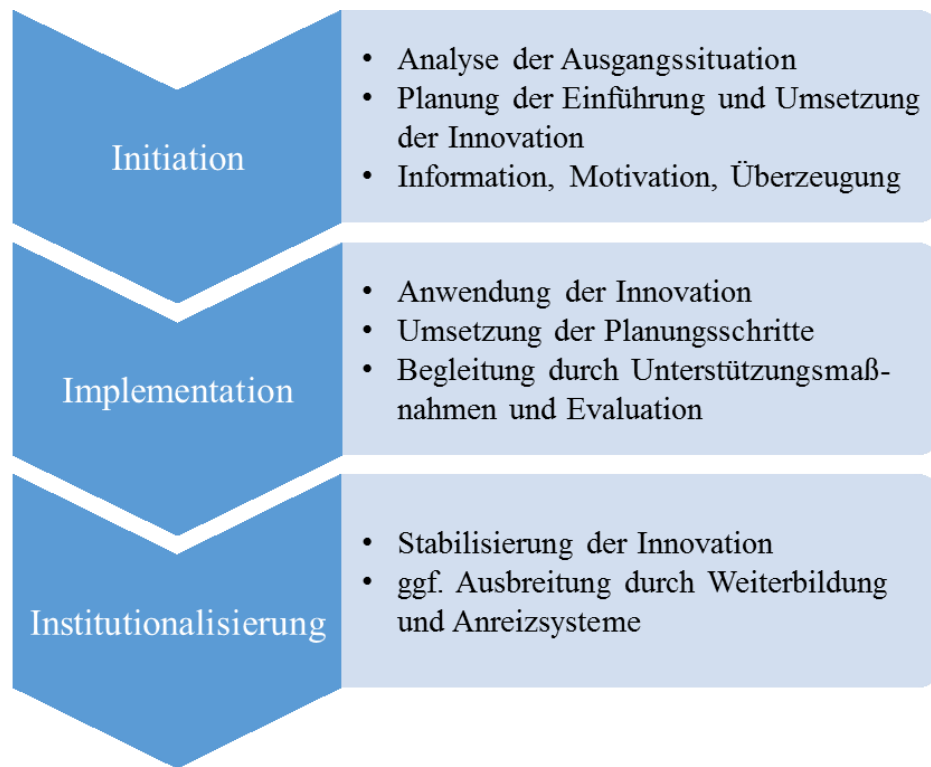 Initiation
• Analyse der Ausgangssituation
• Planung der Einführung und Umsetzung
der Innovation
• Information, Motivation, Überzeugung
Implementation
• Anwendung der Innovation
• Umsetzung der Planungsschritte
• Begleitung durch Unterstützungsmaß-
nahmen und Evaluation
Institutionalisierung
• Stabilisierung der Innovation
• ggf. Ausbreitung durch Weiterbildung
und Anreizsysteme